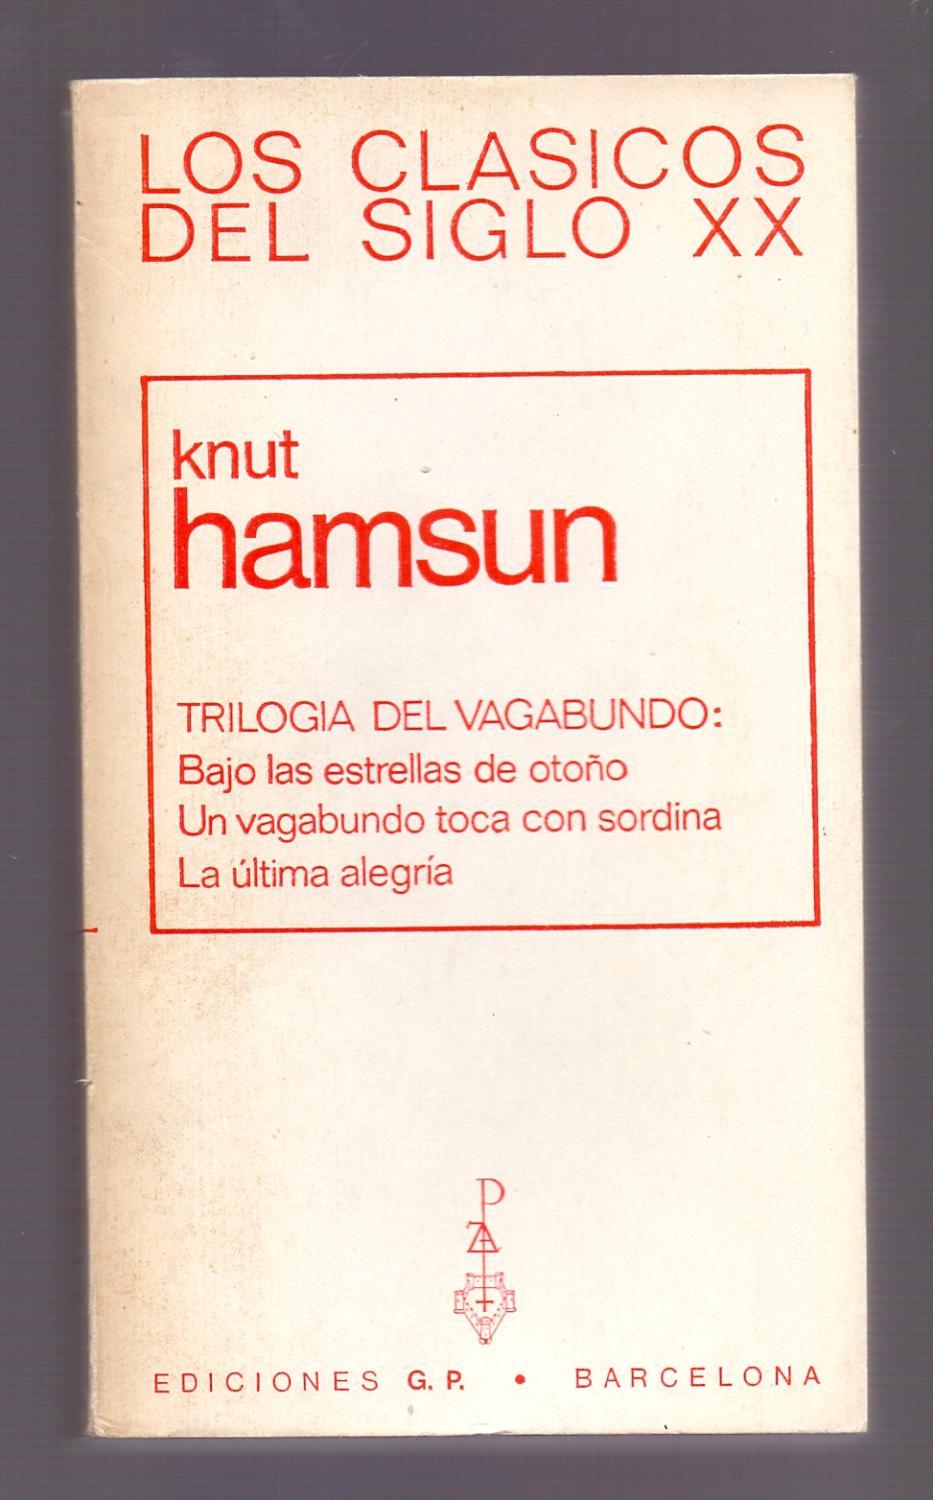 LOS CLASICOS
DEL SIGLO XX
knut
hamsun
TRILOGIA DEL VAGABUNDO:
Bajo las estrellas de otoño
Un vagabundo toca con sordina
La última alegría
PZA
EDICIONES G. P. • BARCELONA